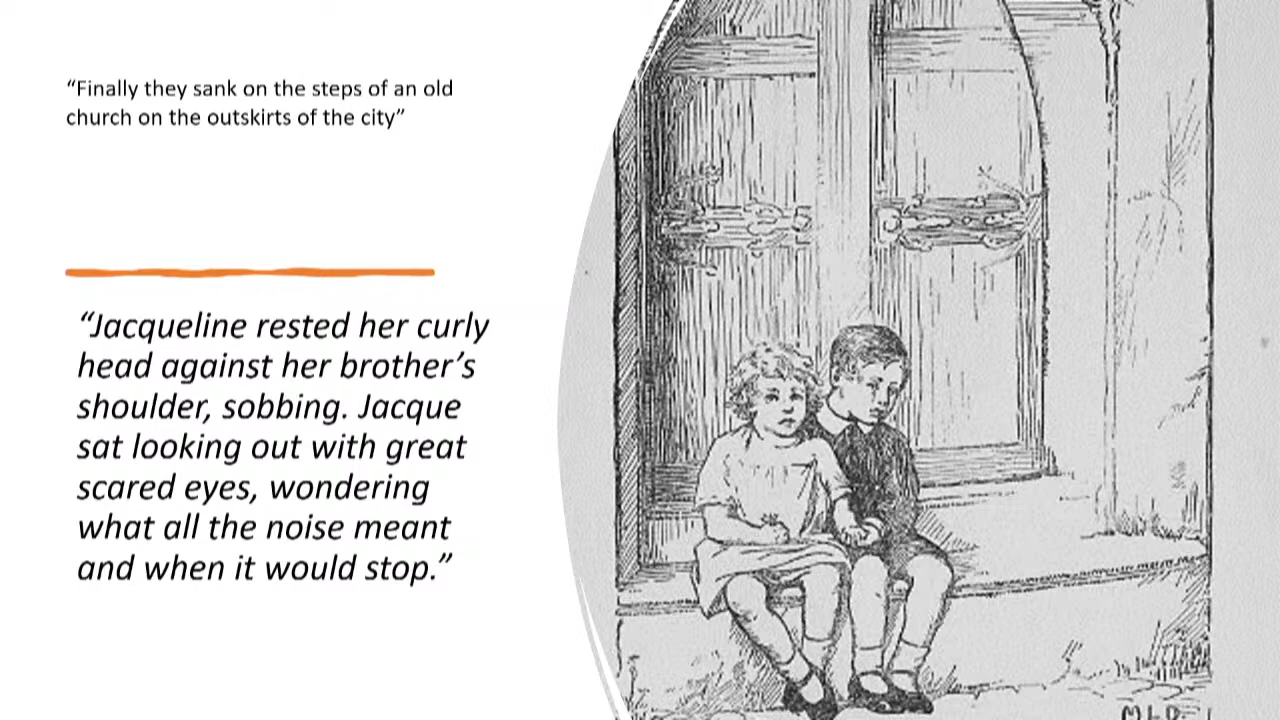 “Finally they sank on the steps of an old
church on the outskirts of the city”
“Jacqueline rested her curly
head against her brother’s
shoulder, sobbing. Jacque
sat looking out with great
scared eyes, wondering
what all the noise meant
and when it would stop.”